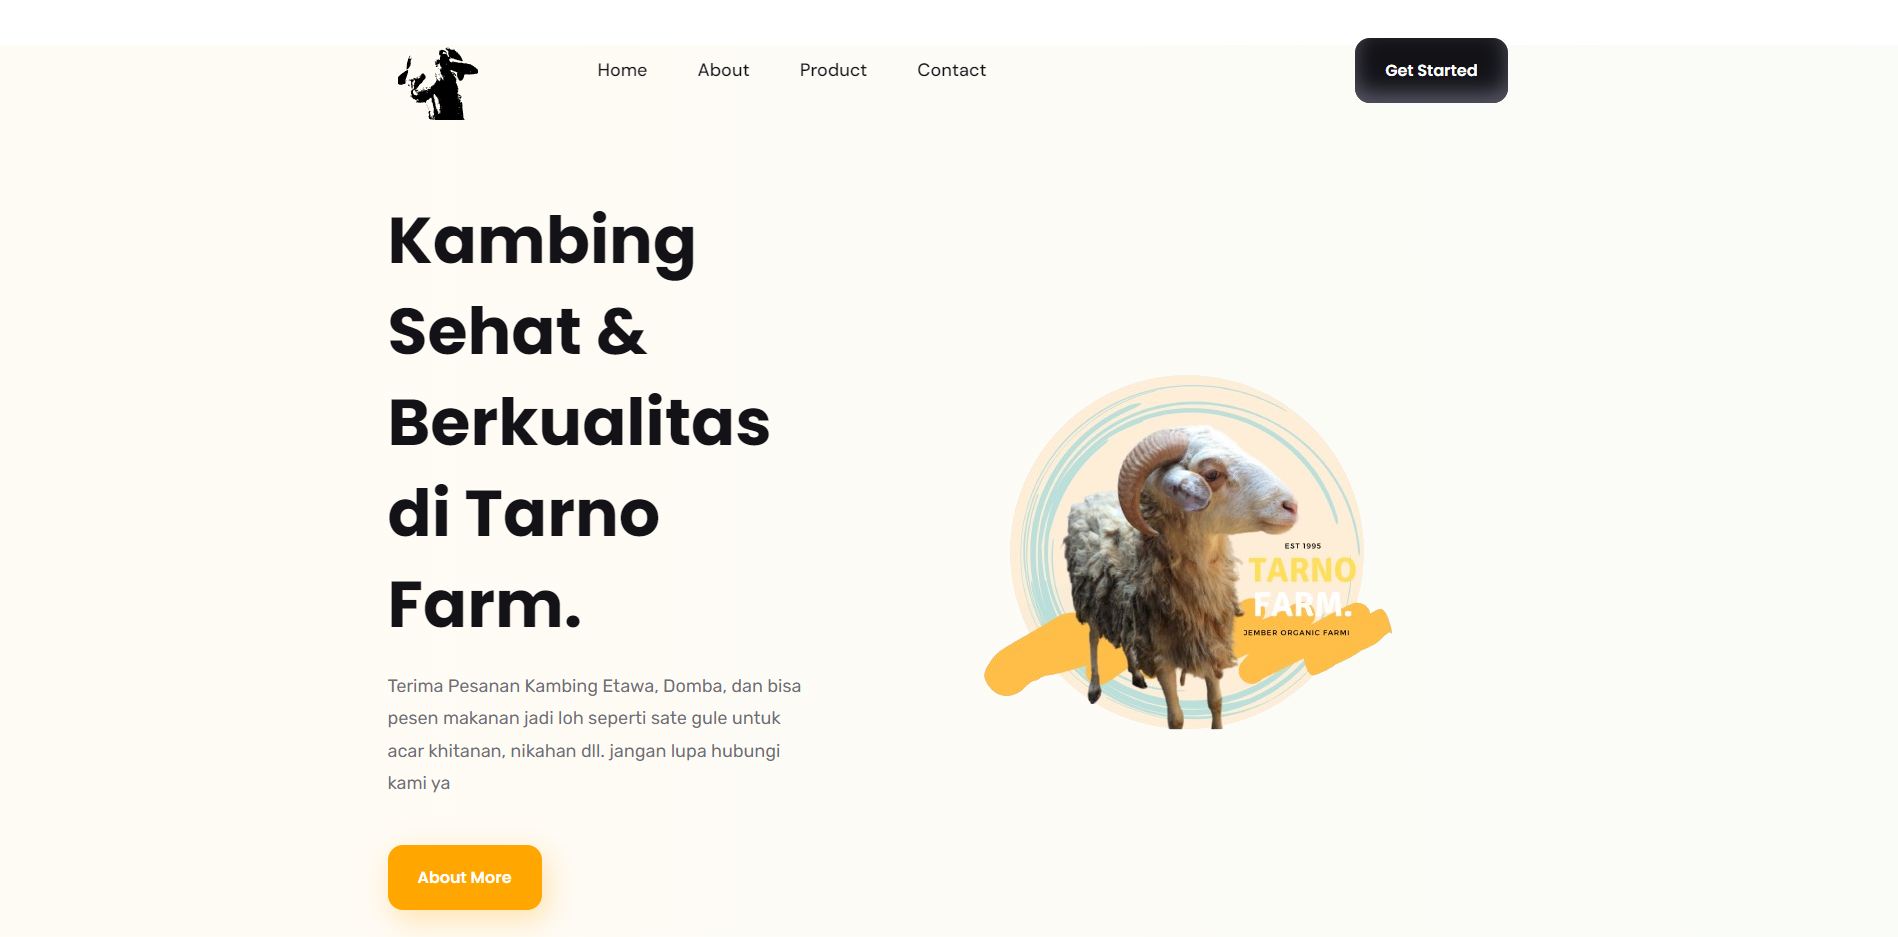 Home About Product Contact Get Started
Kambing
Sehat &
Berkualitas
di Tarno
Farm.
Terima Pesanan Kambing Etawa, Domba, dan bisa
pesen makanan jadi loh seperti sate gule untuk
acar khitanan, nikahan dll. jangan lupa hubungi
kami ya
About More
EST 1995
TARNO
FARM.
JEMBER ORGANIC FARMI